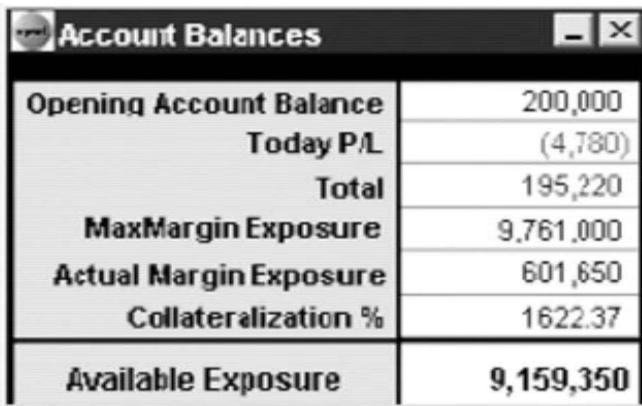 Account Balances
Opening Account Balance 200,000
Today P/L (4,780)
Total 195,220
MaxMargin Exposure 9,761,000
Actual Margin Exposure 601,650
Collateralization % 1622.37
Available Exposure 9,159,350